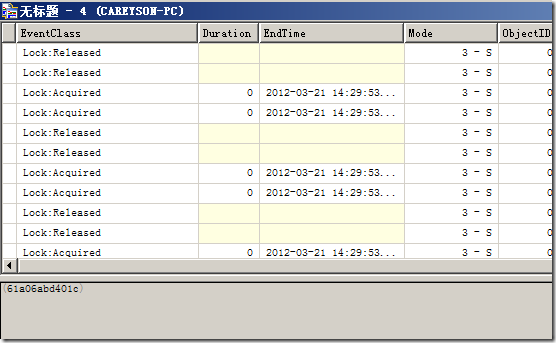 无标题 - 4 (CAREYSON-PC)
EventClass Duration EndTime Mode ObjectID
Lock:Released 3 - S 0
Lock:Released 3 - S 0
Lock:Acquired 0 2012-03-21 14:29:53... 3 - S 0
Lock:Acquired 0 2012-03-21 14:29:53... 3 - S 0
Lock:Released 3 - S 0
Lock:Released 3 - S 0
Lock:Acquired 0 2012-03-21 14:29:53... 3 - S 0
Lock:Acquired 0 2012-03-21 14:29:53... 3 - S 0
Lock:Released 3 - S 0
Lock:Released 3 - S 0
Lock:Acquired 0 2012-03-21 14:29:53... 3 - S 0
(61a06abd401c)